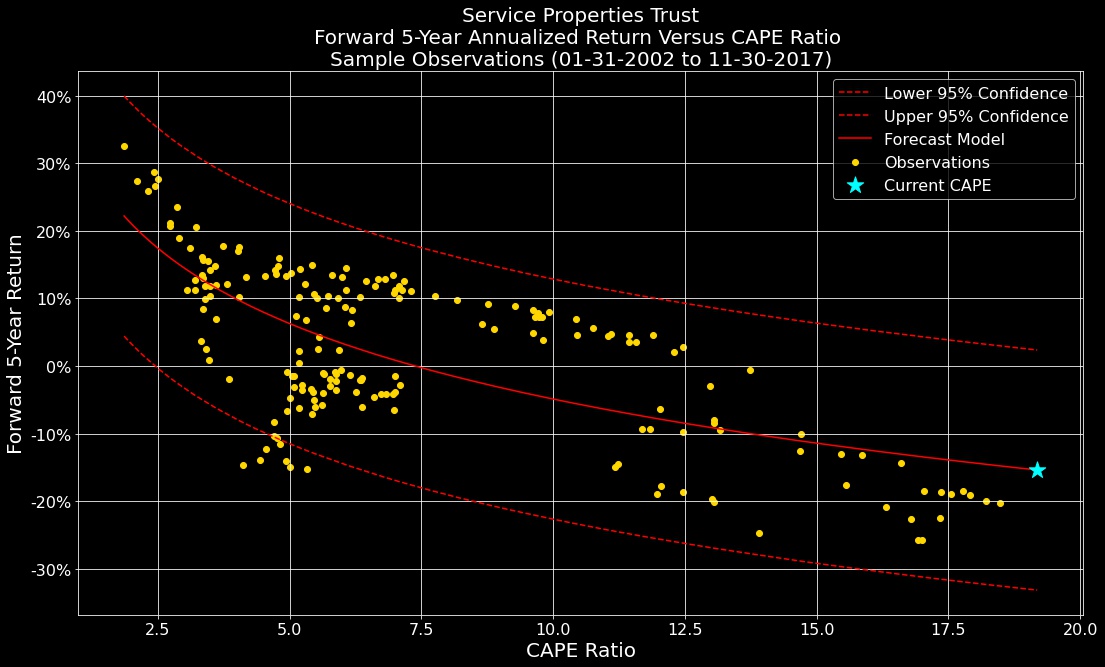 Service Properties Trust
Forward 5-Year Annualized Return Versus CAPE Ratio
Sample Observations (01-31-2002 to 11-30-2017)
Lower 95% Confidence
Upper 95% Confidence
Forecast Model
Observations
Current CAPE
Forward 5-Year Return
40%
30%
20%
10%
0%
-10%
-20%
-30%
2.5 5.0 7.5 10.0 12.5 15.0 17.5 20.0
CAPE Ratio